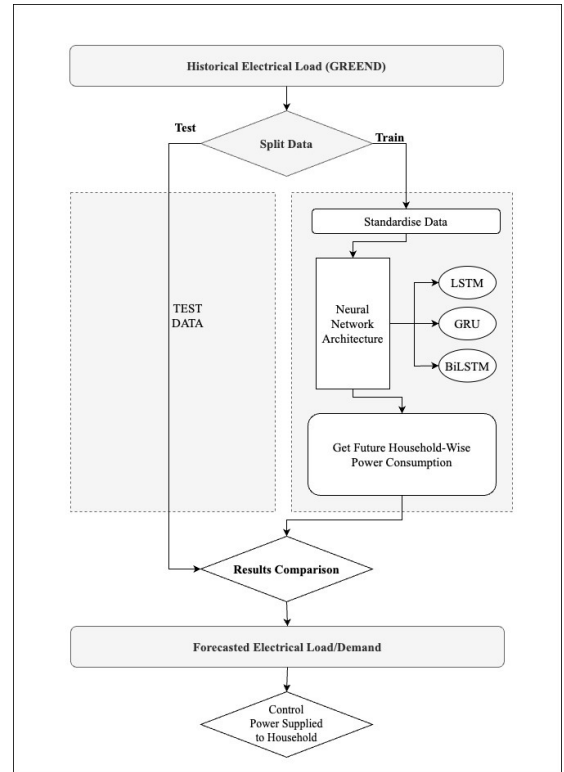 Historical Electrical Load (GREEND)
Test
Split Data
Train
Standardise Data
TEST
DATA
Neural
Network
Architecture
LSTM
GRU
BiLSTM
Get Future Household-Wise
Power Consumption
Results Comparison
Forecasted Electrical Load/Demand
Control
Power Supplied
to Household